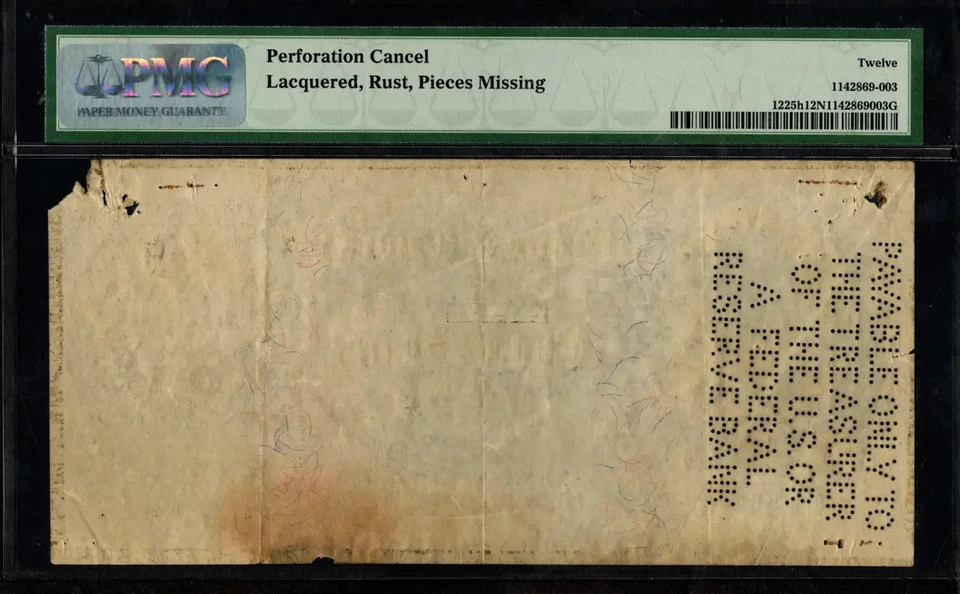 PMG
PAPER MONEY GUARANTY
Perforation Cancel
Lacquered, Rust, Pieces Missing
Twelve
1142869-003
1225h12N1142869003G
PAYABLE ONLY TO
THE TREASURER
OF THE U.S OR
A FEDERAL
RESERVE BANK